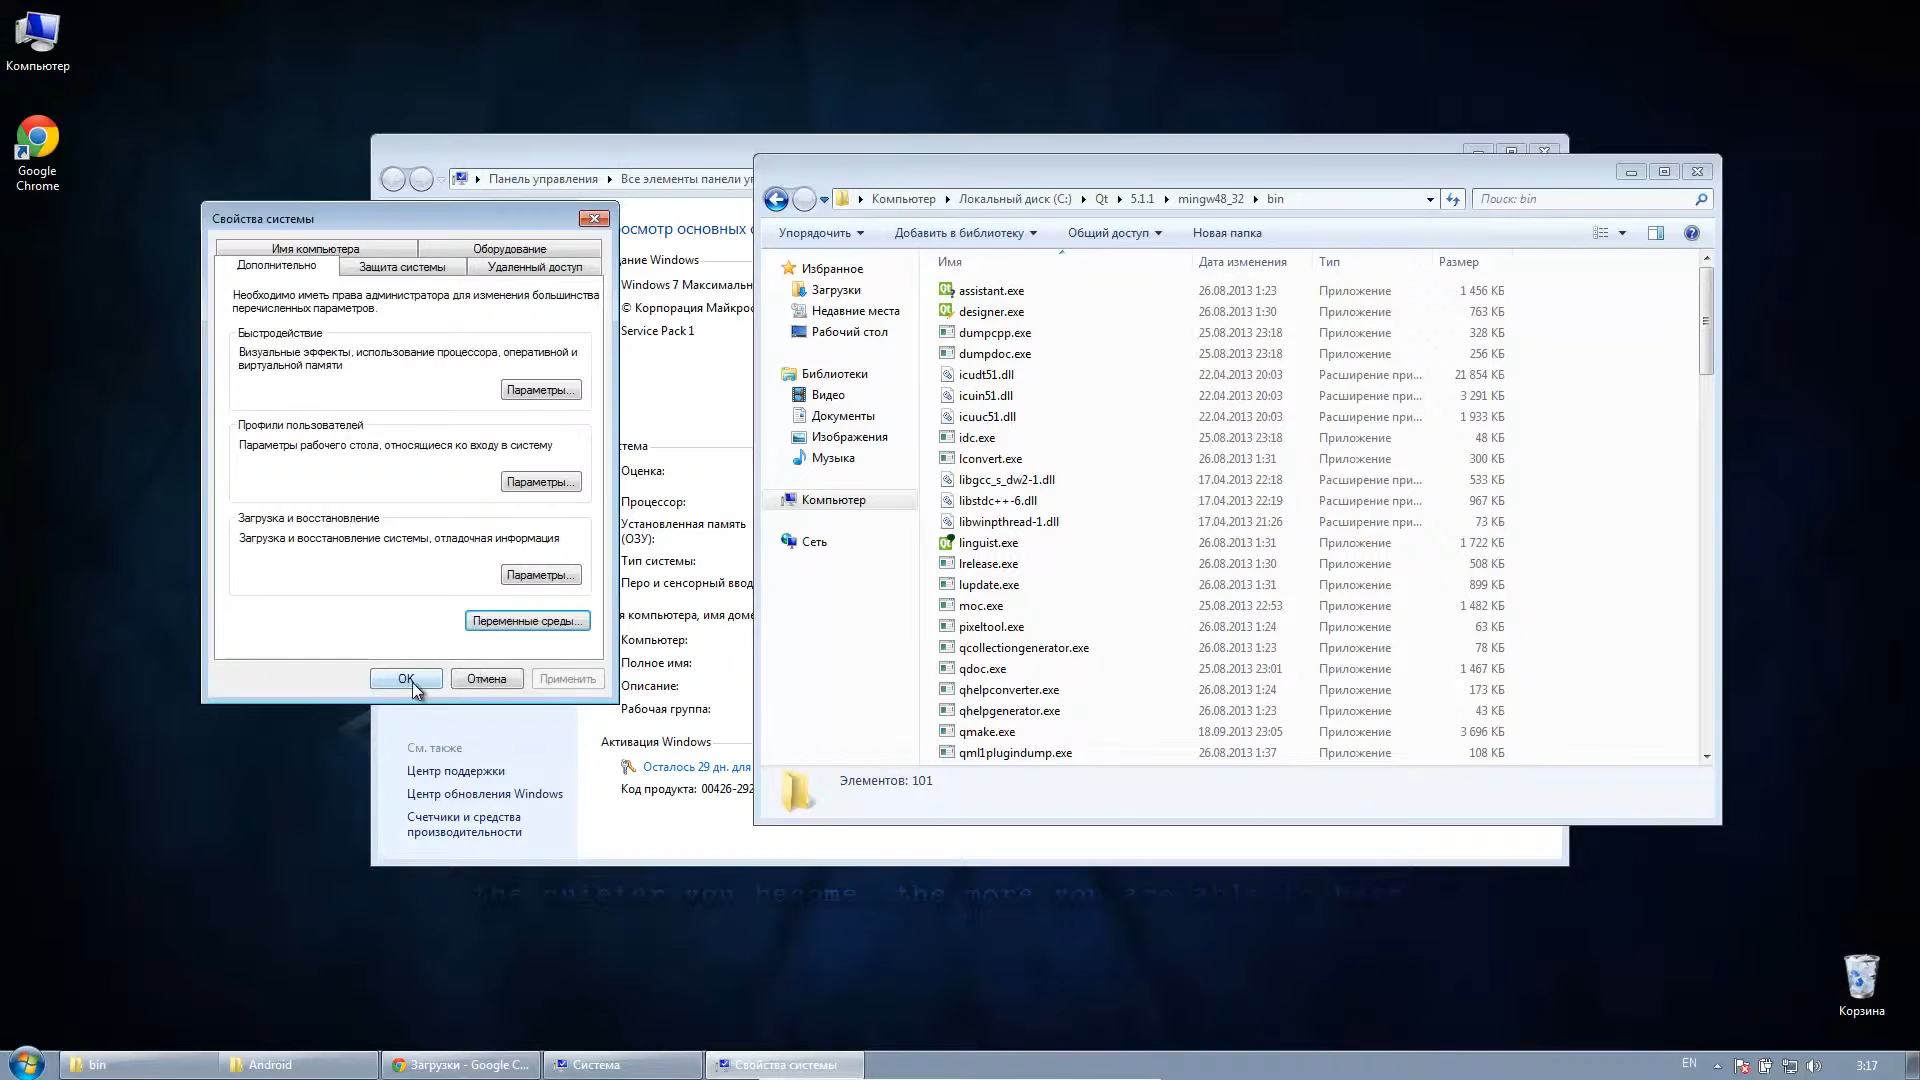 Компьютер
Google
Chrome
Панель управления
Все элементы панели
Свойства системы
Имя компьютера
Оборудование
Дополнительно
Защита системы
Удаленный доступ
Необходимо иметь права администратора для изменения большинства
перечисленных параметров.
Быстродействие
Визуальные эффекты, использование процессора, оперативной и
виртуальной памяти
Параметры...
Профили пользователей
Параметры рабочего стола, относящиеся ко входу в систему
Параметры...
Загрузка и восстановление
Загрузка и восстановление системы, отладочная информация
Параметры...
Переменные среды...
OK
Отмена
Применить
основных
Windows
Windows 7
© Корпорация
Service Pack 1
Оценка:
Процессор:
Установленная память
(ОЗУ):
Тип системы:
Перо и сенсорный
компьютера, имя
Компьютер:
Полное имя:
Описание:
Рабочая группа:
Активация Windows
Осталось 29 дн. для
Код продукта: 00426-292
См. также
Центр поддержки
Центр обновления Windows
Счетчики и средства
производительности
Компьютер
Локальный диск (C:)
Qt
5.1.1
mingw48_32
bin
Поиск: bin
Упорядочить
Добавить в библиотеку
Общий доступ
Новая папка
Избранное
Загрузки
Недавние места
Рабочий стол
Библиотеки
Видео
Документы
Изображения
Музыка
Компьютер
Сеть
Имя Дата изменения Тип Размер
assistant.exe 26.08.2013 1:23 Приложение 1 456 КБ
designer.exe 26.08.2013 1:30 Приложение 763 КБ
dumpcpp.exe 25.08.2013 23:18 Приложение 328 КБ
dumpdoc.exe 25.08.2013 23:18 Приложение 256 КБ
icudt51.dll 22.04.2013 20:03 Расширение при... 21 854 КБ
icuin51.dll 22.04.2013 20:03 Расширение при... 3 291 КБ
icuuc51.dll 22.04.2013 20:03 Расширение при... 1 933 КБ
idc.exe 25.08.2013 23:18 Приложение 48 КБ
lconvert.exe 26.08.2013 1:31 Приложение 300 КБ
libgcc_s_dw2-1.dll 17.04.2013 22:18 Расширение при... 533 КБ
libstdc++-6.dll 17.04.2013 22:19 Расширение при... 967 КБ
libwinpthread-1.dll 17.04.2013 21:26 Расширение при... 73 КБ
linguist.exe 26.08.2013 1:31 Приложение 1 722 КБ
lrelease.exe 26.08.2013 1:30 Приложение 508 КБ
lupdate.exe 26.08.2013 1:31 Приложение 899 КБ
moc.exe 25.08.2013 22:53 Приложение 1 482 КБ
pixeltool.exe 26.08.2013 1:24 Приложение 63 КБ
qcollectiongenerator.exe 26.08.2013 1:23 Приложение 78 КБ
qdoc.exe 25.08.2013 23:01 Приложение 1 467 КБ
qhelpconverter.exe 26.08.2013 1:24 Приложение 173 КБ
qhelpgenerator.exe 26.08.2013 1:23 Приложение 43 КБ
qmake.exe 18.09.2013 23:05 Приложение 3 696 КБ
qml1plugindump.exe 26.08.2013 1:37 Приложение 108 КБ
Элементов: 101
the quieter you become, the more you are able to hear
Корзина
bin
Android
Загрузки - Google C...
Система
Свойства системы
EN
3:17